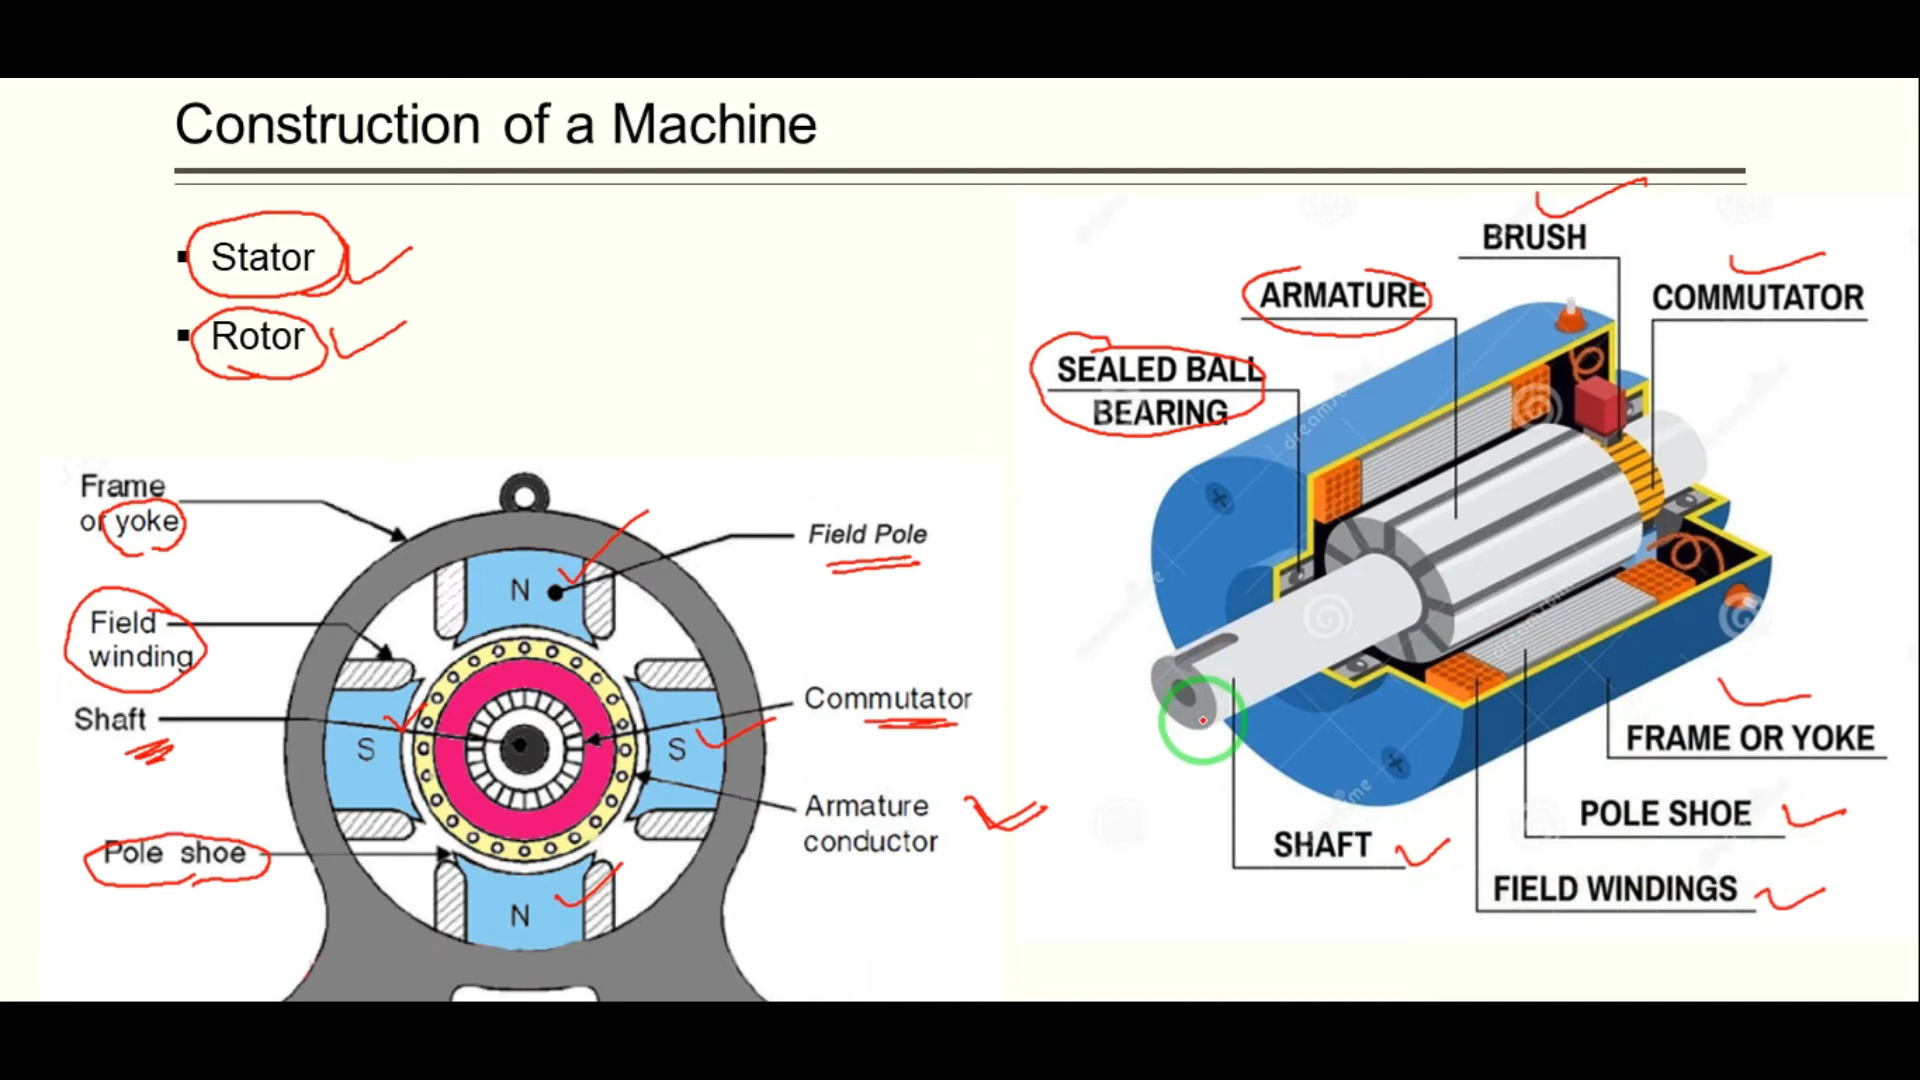 Construction of a Machine
▪ Stator
▪ Rotor
Frame
or yoke
Field
winding
Shaft
Pole shoe
Field Pole
Commutator
Armature
conductor
N
S
S
N
BRUSH
ARMATURE
COMMUTATOR
SEALED BALL
BEARING
FRAME OR YOKE
POLE SHOE
SHAFT
FIELD WINDINGS